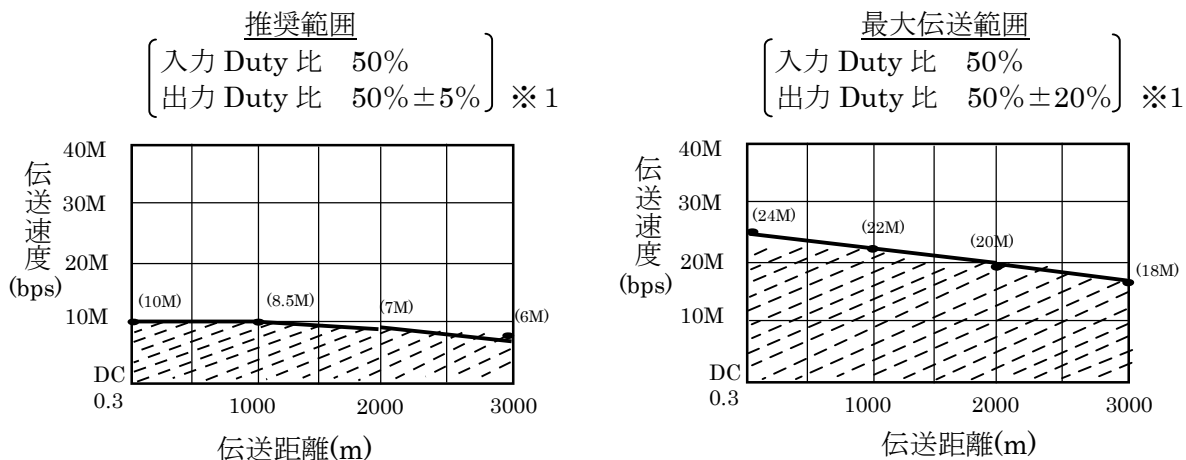 推奨範囲
入力 Duty 比 50%
出力 Duty 比 50%±5% ※1
伝送速度
(bps)
40M
30M
20M
10M
DC
0.3
(10M)
(8.5M)
(7M)
(6M)
1000
2000
3000
伝送距離(m)
最大伝送範囲
入力 Duty 比 50%
出力 Duty 比 50%±20% ※1
伝送速度
(bps)
40M
30M
20M
10M
DC
0.3
(24M)
(22M)
(20M)
(18M)
1000
2000
3000
伝送距離(m)